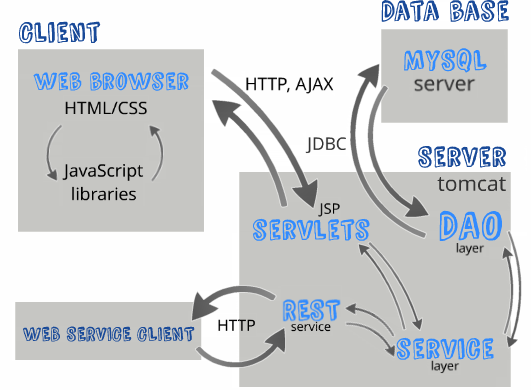 CLIENT
WEB BROWSER
HTML/CSS
JavaScript
libraries
HTTP, AJAX
DATA BASE
MYSQL
server
JDBC
SERVER
tomcat
JSP
SERVLETS
DAO
layer
REST
service
SERVICE
layer
HTTP
WEB SERVICE CLIENT